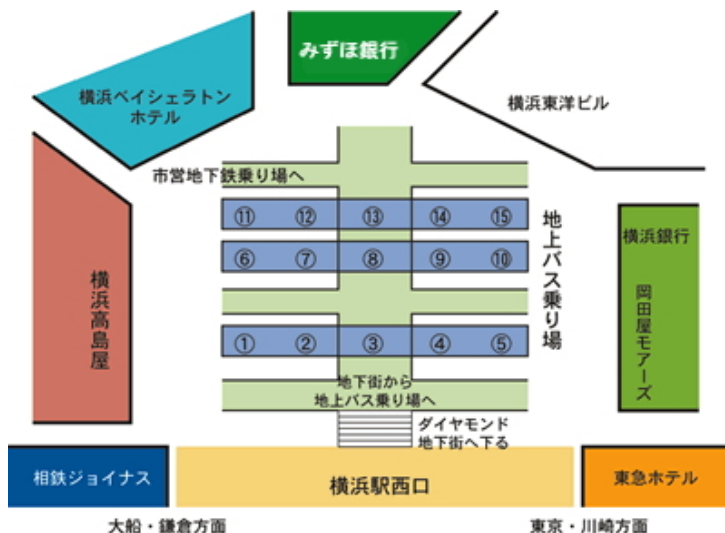 みずほ銀行
横浜ベイシェラトン
ホテル
横浜東洋ビル
市営地下鉄乗り場へ
⑪ ⑫ ⑬ ⑭ ⑮
⑥ ⑦ ⑧ ⑨ ⑩
① ② ③ ④ ⑤
地上バス乗り場
横浜高島屋
横浜銀行
岡田屋モアーズ
地下街から
地上バス乗り場へ
ダイヤモンド
地下街へ下る
相鉄ジョイナス
横浜駅西口
東急ホテル
大船・鎌倉方面
東京・川崎方面